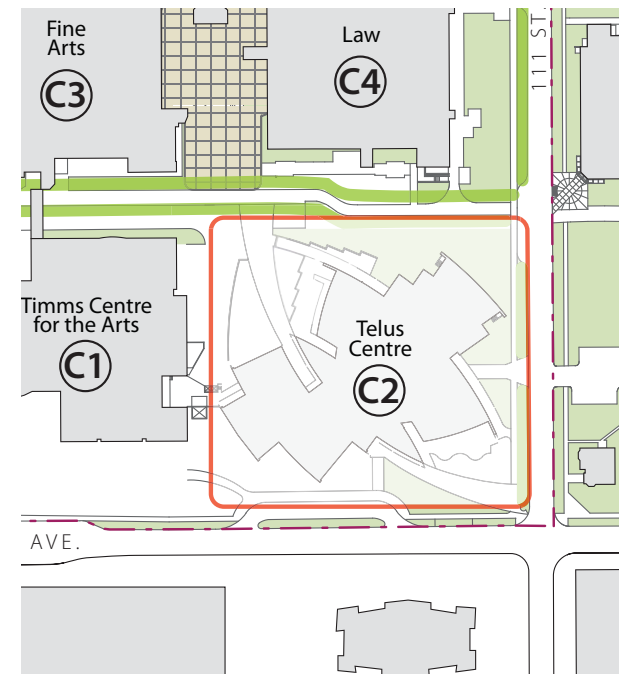 Fine
Arts
C3
Law
C4
111 ST.
Timms Centre
for the Arts
C1
Telus
Centre
C2
AVE.